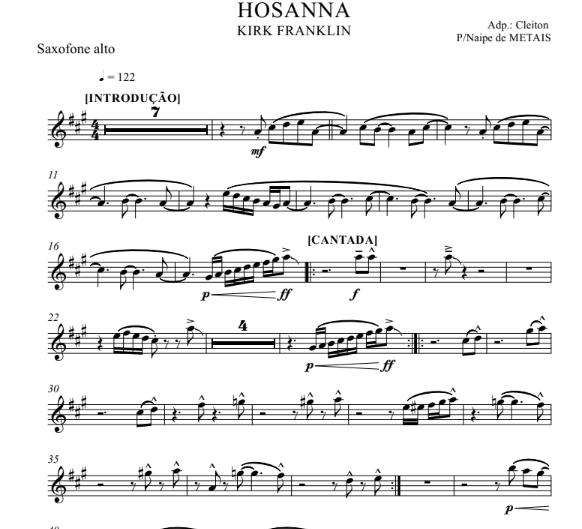 HOSANNA
KIRK FRANKLIN
Adp.: Cleiton
P/Naipe de METAIS
Saxofone alto
♩ = 122
[INTRODUÇÃO]
7
mf
11
16
[CANTADA]
p ff f
22
4
p ff
30
35
p